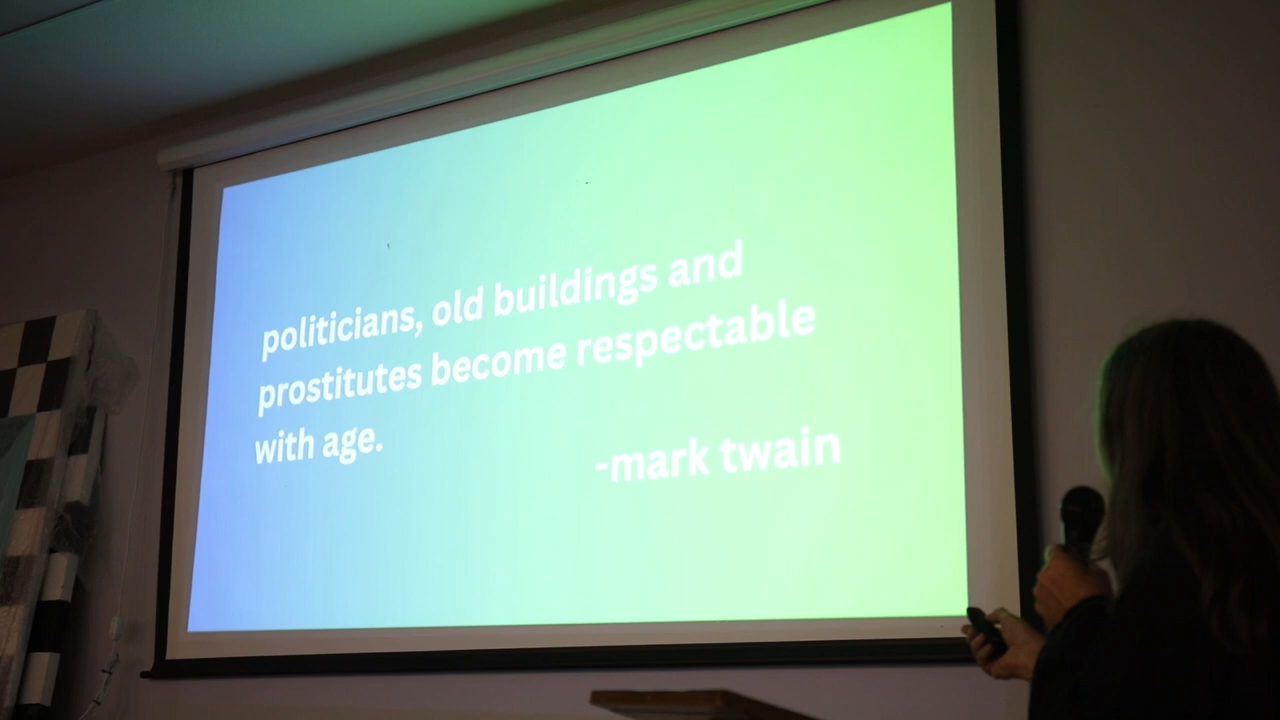 politicians, old buildings and
prostitutes become respectable
with age.
-mark twain